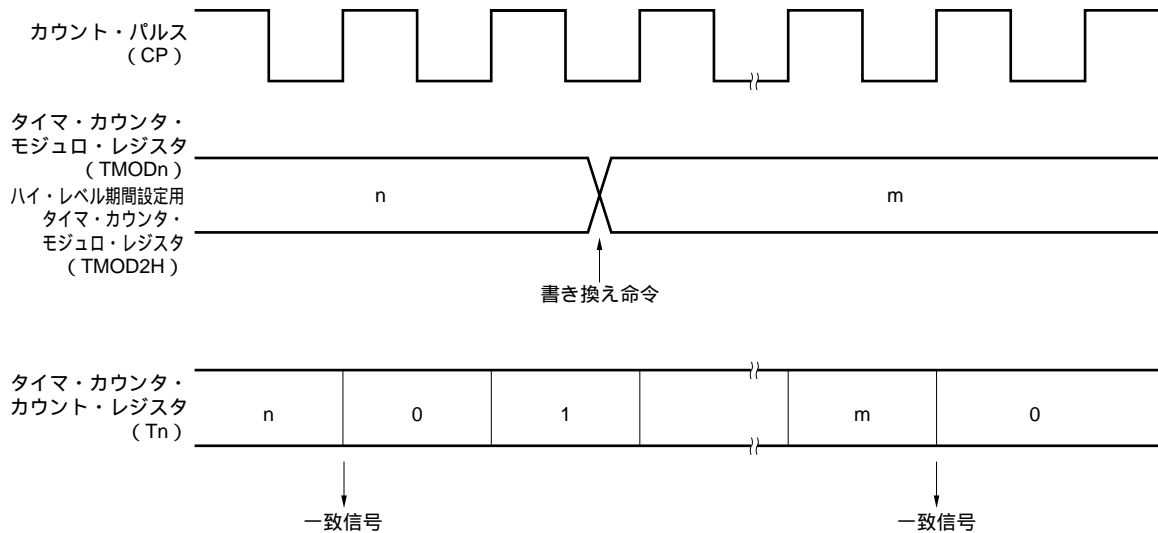 カウント・パルス
（CP）
タイマ・カウンタ・
モジュロ・レジスタ
（TMODn）
ハイ・レベル期間設定用
タイマ・カウンタ・
モジュロ・レジスタ
（TMOD2H）
n
m
書き換え命令
タイマ・カウンタ・
カウント・レジスタ
（Tn）
n
0
1
m
0
一致信号
一致信号